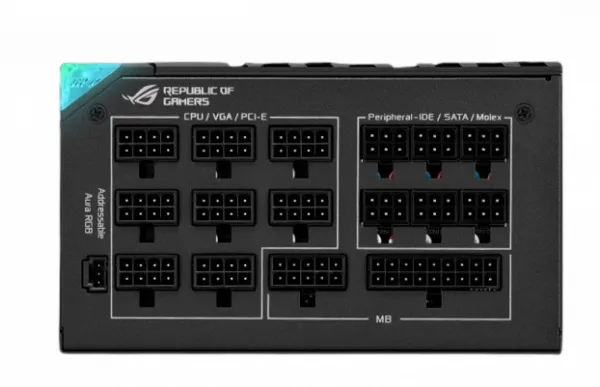 REPUBLIC OF
GAMERS
CPU / VGA / PCI-E
Peripheral-IDE / SATA / Molex
Addressable
Aura RGB
MB